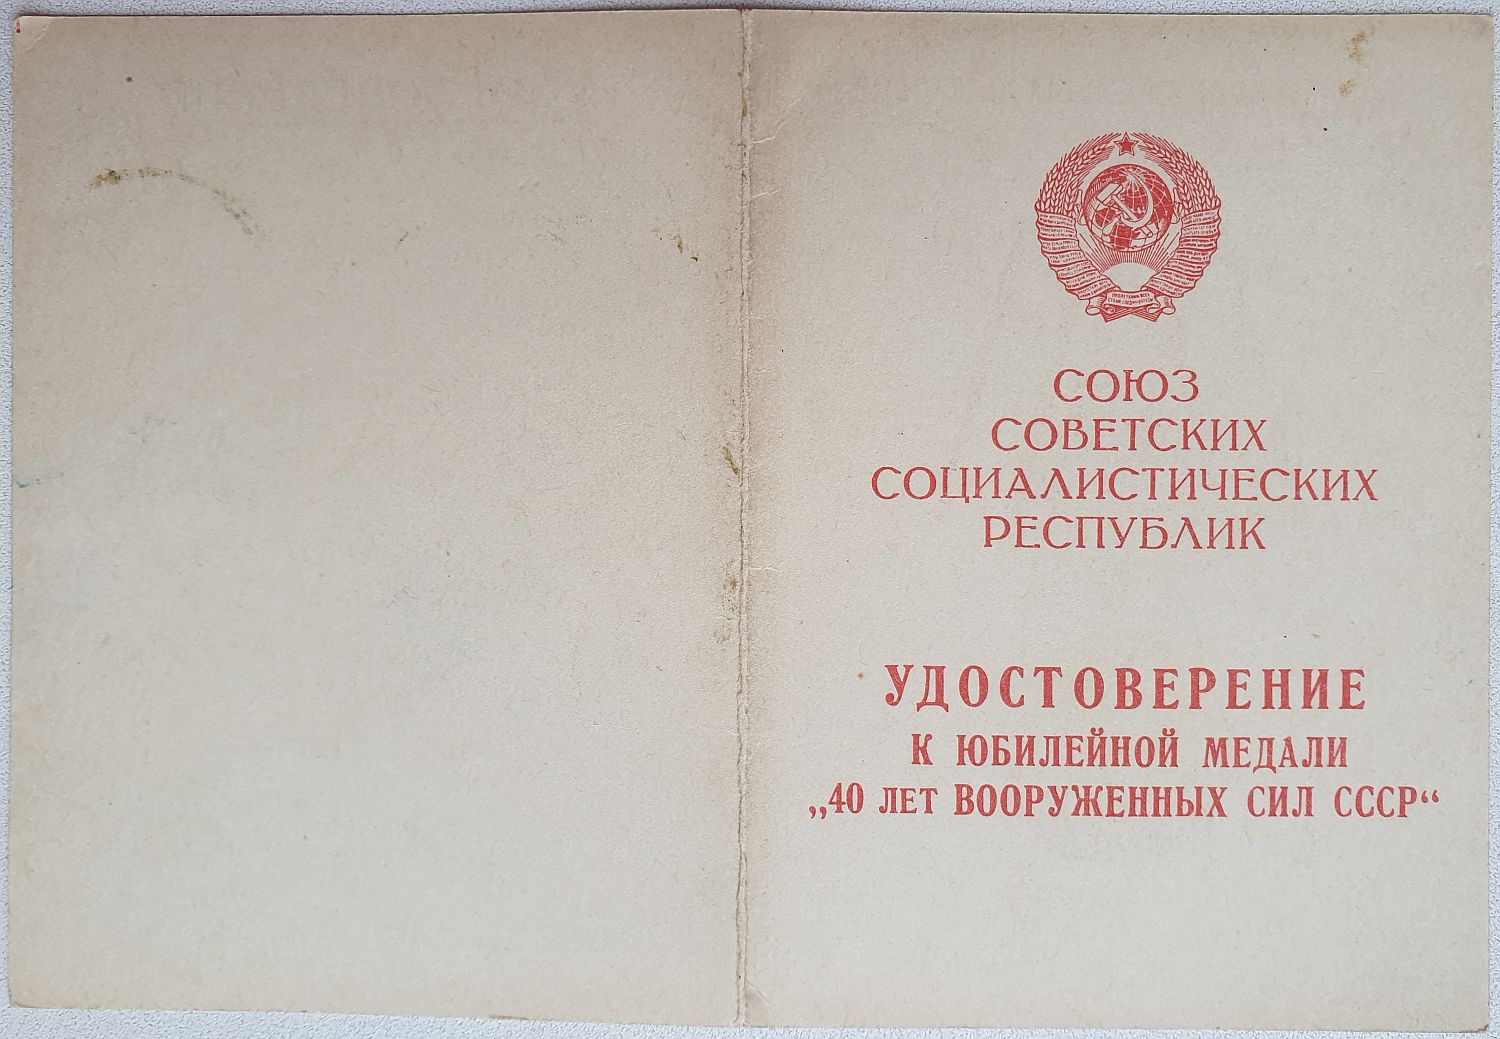 СОЮЗ
СОВЕТСКИХ
СОЦИАЛИСТИЧЕСКИХ
РЕСПУБЛИК
УДОСТОВЕРЕНИЕ
К ЮБИЛЕЙНОЙ МЕДАЛИ
„40 ЛЕТ ВООРУЖЕННЫХ СИЛ СССР“